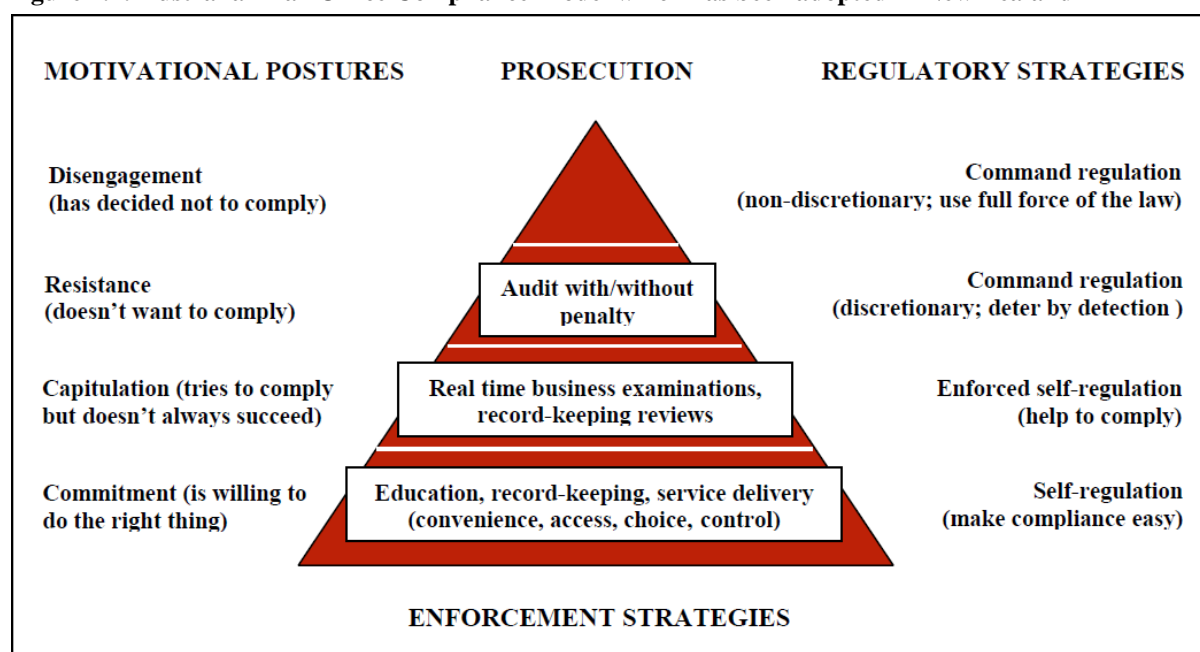 MOTIVATIONAL POSTURES
PROSECUTION
REGULATORY STRATEGIES
Disengagement
(has decided not to comply)
Command regulation
(non-discretionary; use full force of the law)
Resistance
(doesn't want to comply)
Audit with/without
penalty
Command regulation
(discretionary; deter by detection )
Capitulation (tries to comply
but doesn't always succeed)
Real time business examinations,
record-keeping reviews
Enforced self-regulation
(help to comply)
Commitment (is willing to
do the right thing)
Education, record-keeping, service delivery
(convenience, access, choice, control)
Self-regulation
(make compliance easy)
ENFORCEMENT STRATEGIES